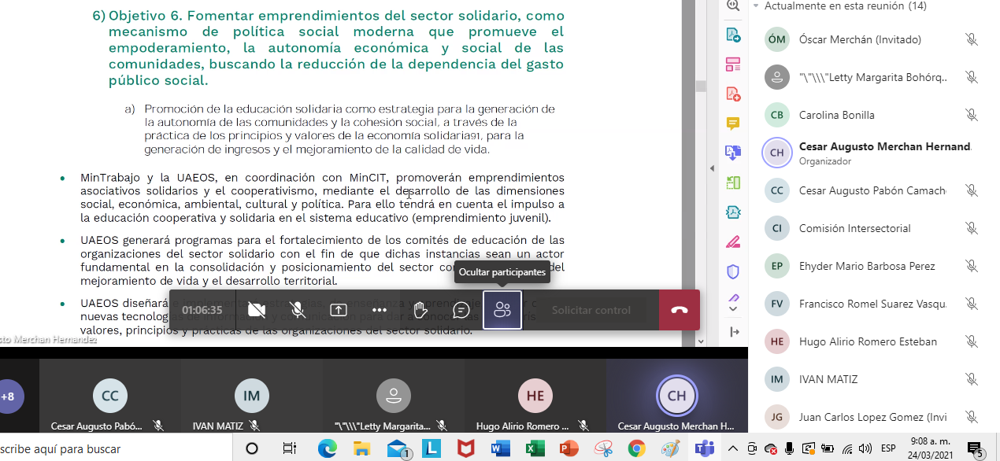 6) Objetivo 6. Fomentar emprendimientos del sector solidario, como
mecanismo de política social moderna que promueve el
empoderamiento, la autonomía económica y social de las
comunidades, buscando la reducción de la dependencia del gasto
público social.
a) Promoción de la educación solidaria como estrategia para la generación de
la autonomía de las comunidades y la cohesión social, a través de la
práctica de los principios y valores de la economía solidaria91, para la
generación de ingresos y el mejoramiento de la calidad de vida.
• MinTrabajo y la UAEOS, en coordinación con MinCIT, promoverán emprendimientos
asociativos solidarios y el cooperativismo, mediante el desarrollo de las dimensiones
social, económica, ambiental, cultural y política. Para ello tendrá en cuenta el impulso a
la educación cooperativa y solidaria en el sistema educativo (emprendimiento juvenil).
• UAEOS generará programas para el fortalecimiento de los comités de educación de las
organizaciones del sector solidario con el fin de que dichas instancias sean un actor
fundamental en la consolidación y posicionamiento del sector del
mejoramiento de vida y el desarrollo territorial.
• UAEOS diseñará
nuevas
valores, principios y prácticas de las organizaciones del sector solidario.
Ocultar participantes
01:06:35
Solicitar control
sto Merchan Hernandez
+8
CC
Cesar Augusto Pabó...
IM
IVAN MATIZ
"\"\\\"Letty Margarita...
HE
Hugo Alirio Romero ...
CH
Cesar Augusto Merchan H...
Actualmente en esta reunión (14)
ÓM
Óscar Merchán (Invitado)
"\"\\\"Letty Margarita Bohórq...
CB
Carolina Bonilla
CH
Cesar Augusto Merchan Hernand
Organizador
CC
Cesar Augusto Pabón Camach
CI
Comisión Intersectorial
EP
Ehyder Mario Barbosa Perez
FV
Francisco Romel Suarez Vasqu
HE
Hugo Alirio Romero Esteban
IM
IVAN MATIZ
JG
Juan Carlos Lopez Gomez (Invi
scribe aquí para buscar
1
L
ESP
9:08 a. m.
24/03/2021
5